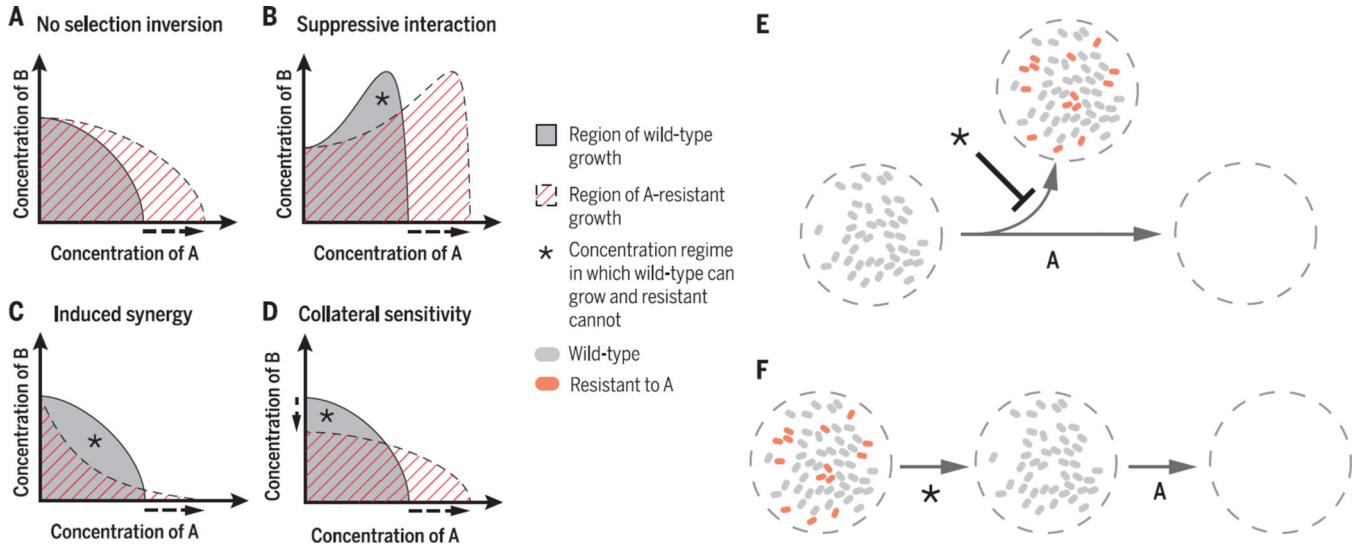 A
No selection inversion
Concentration of B
Concentration of A
B
Suppressive interaction
*
Concentration of B
Concentration of A
Region of wild-type
growth
Region of A-resistant
growth
* Concentration regime
in which wild-type can
grow and resistant
cannot
Wild-type
Resistant to A
C
Induced synergy
*
Concentration of B
Concentration of A
D
Collateral sensitivity
*
Concentration of B
Concentration of A
E
*
A
F
*
A